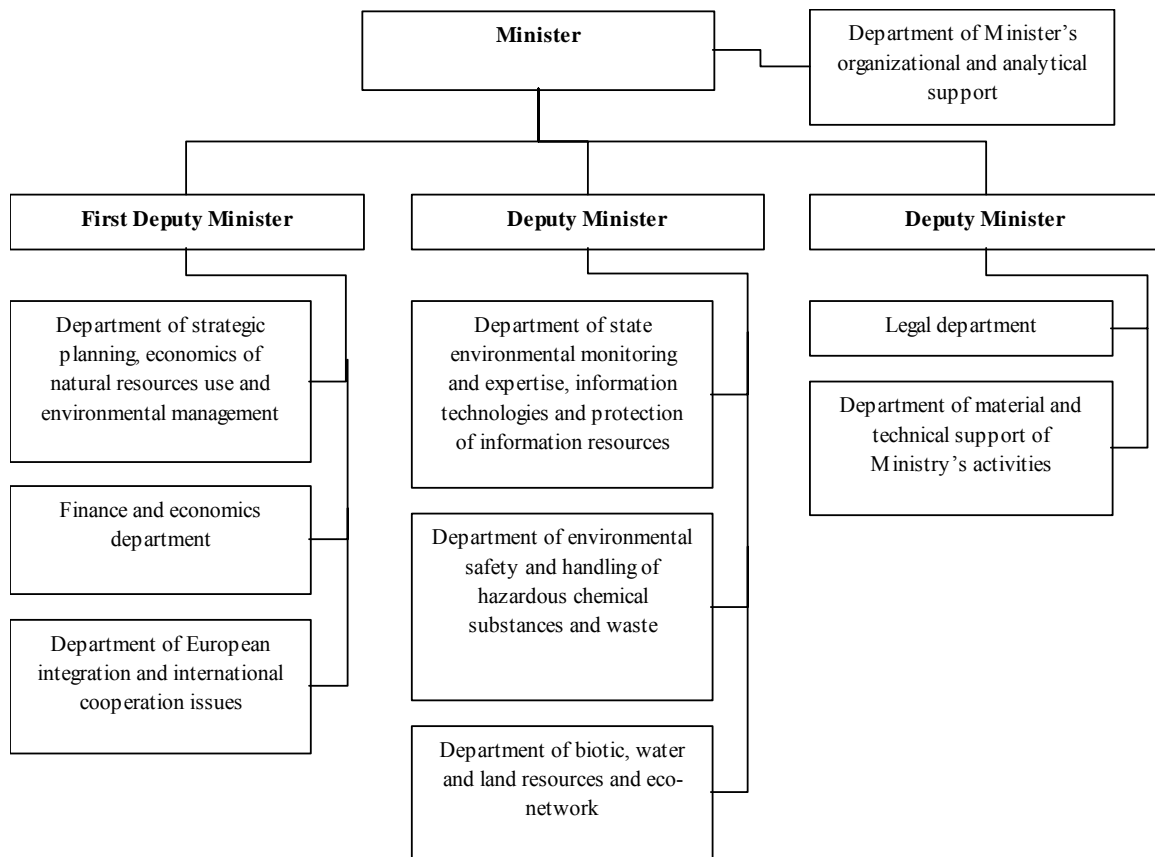 Minister
Department of Minister's
organizational and analytical
support
First Deputy Minister
Deputy Minister
Deputy Minister
Department of strategic
planning, economics of
natural resources use and
environmental management
Finance and economics
department
Department of European
integration and international
cooperation issues
Department of state
environmental monitoring
and expertise, information
technologies and protection
of information resources
Department of environmental
safety and handling of
hazardous chemical
substances and waste
Department of biotic, water
and land resources and eco-
network
Legal department
Department of material and
technical support of
Ministry's activities